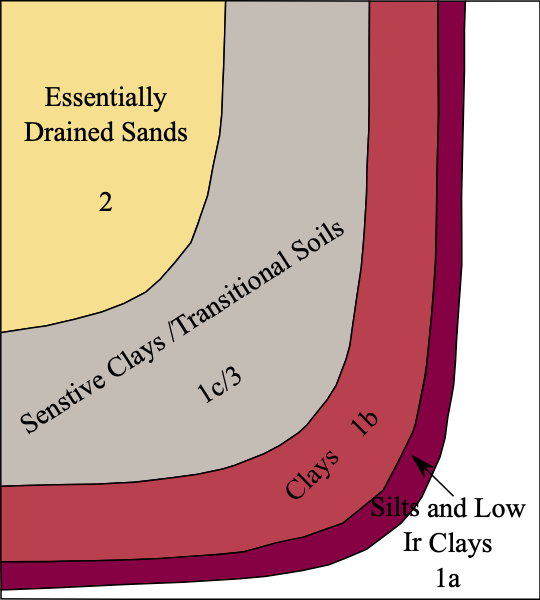 Essentially
Drained Sands
2
Senstive Clays /Transitional Soils
1c/3
Clays 1b
Silts and Low
Ir Clays
1a